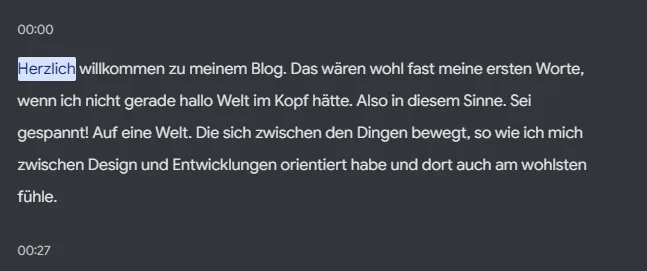 00:00
Herzlich willkommen zu meinem Blog. Das wären wohl fast meine ersten Worte,
wenn ich nicht gerade hallo Welt im Kopf hätte. Also in diesem Sinne. Sei
gespannt! Auf eine Welt. Die sich zwischen den Dingen bewegt, so wie ich mich
zwischen Design und Entwicklungen orientiert habe und dort auch am wohlsten
fühle.
00:27